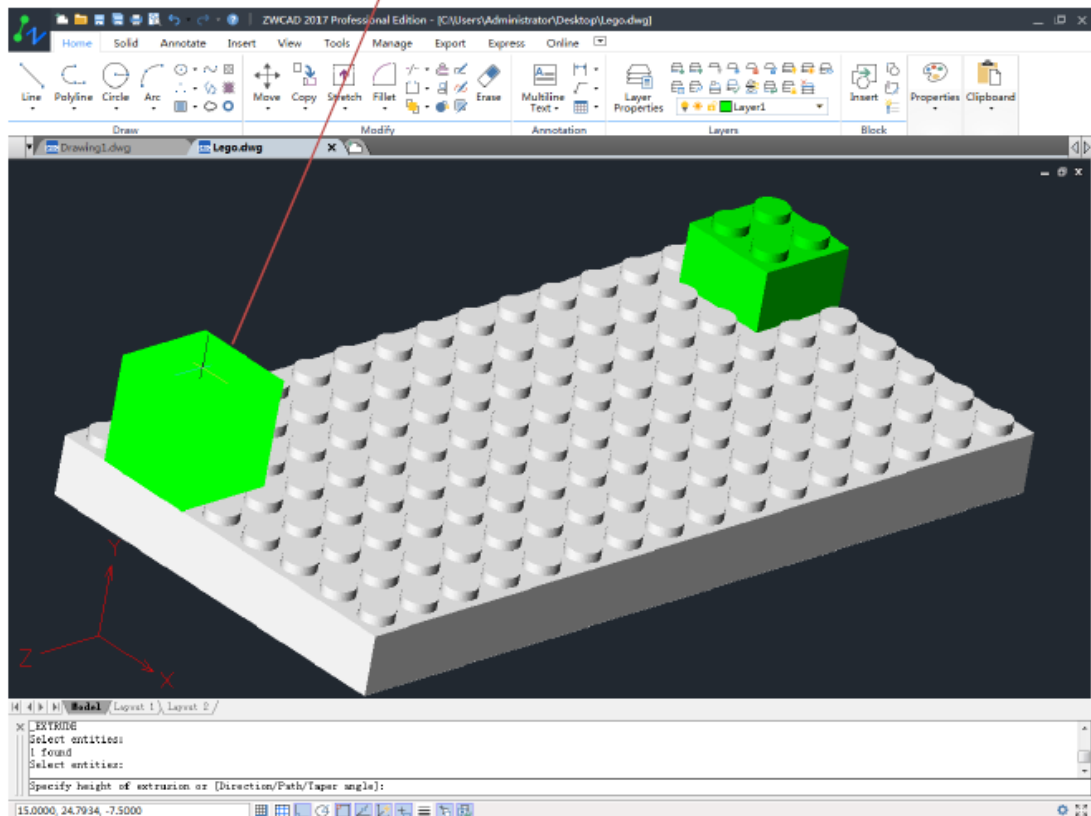 ZWCAD 2017 Professional Edition - [C:\Users\Administrator\Desktop\Lego.dwg]
Home Solid Annotate Insert View Tools Manage Export Express Online
Line Polyline Circle Arc Move Copy Stretch Fillet Erase Multiline Text Layer Properties Layer1 Insert Properties Clipboard
Draw Modify Annotation Layers Block
Drawing1.dwg Lego.dwg
Y
Z
X
Model Layout 1 Layout 2
_EXTRUDE
Select entities:
1 found
Select entities:
Specify height of extrusion or [Direction/Path/Taper angle]:
15.0000, 24.7934, -7.5000